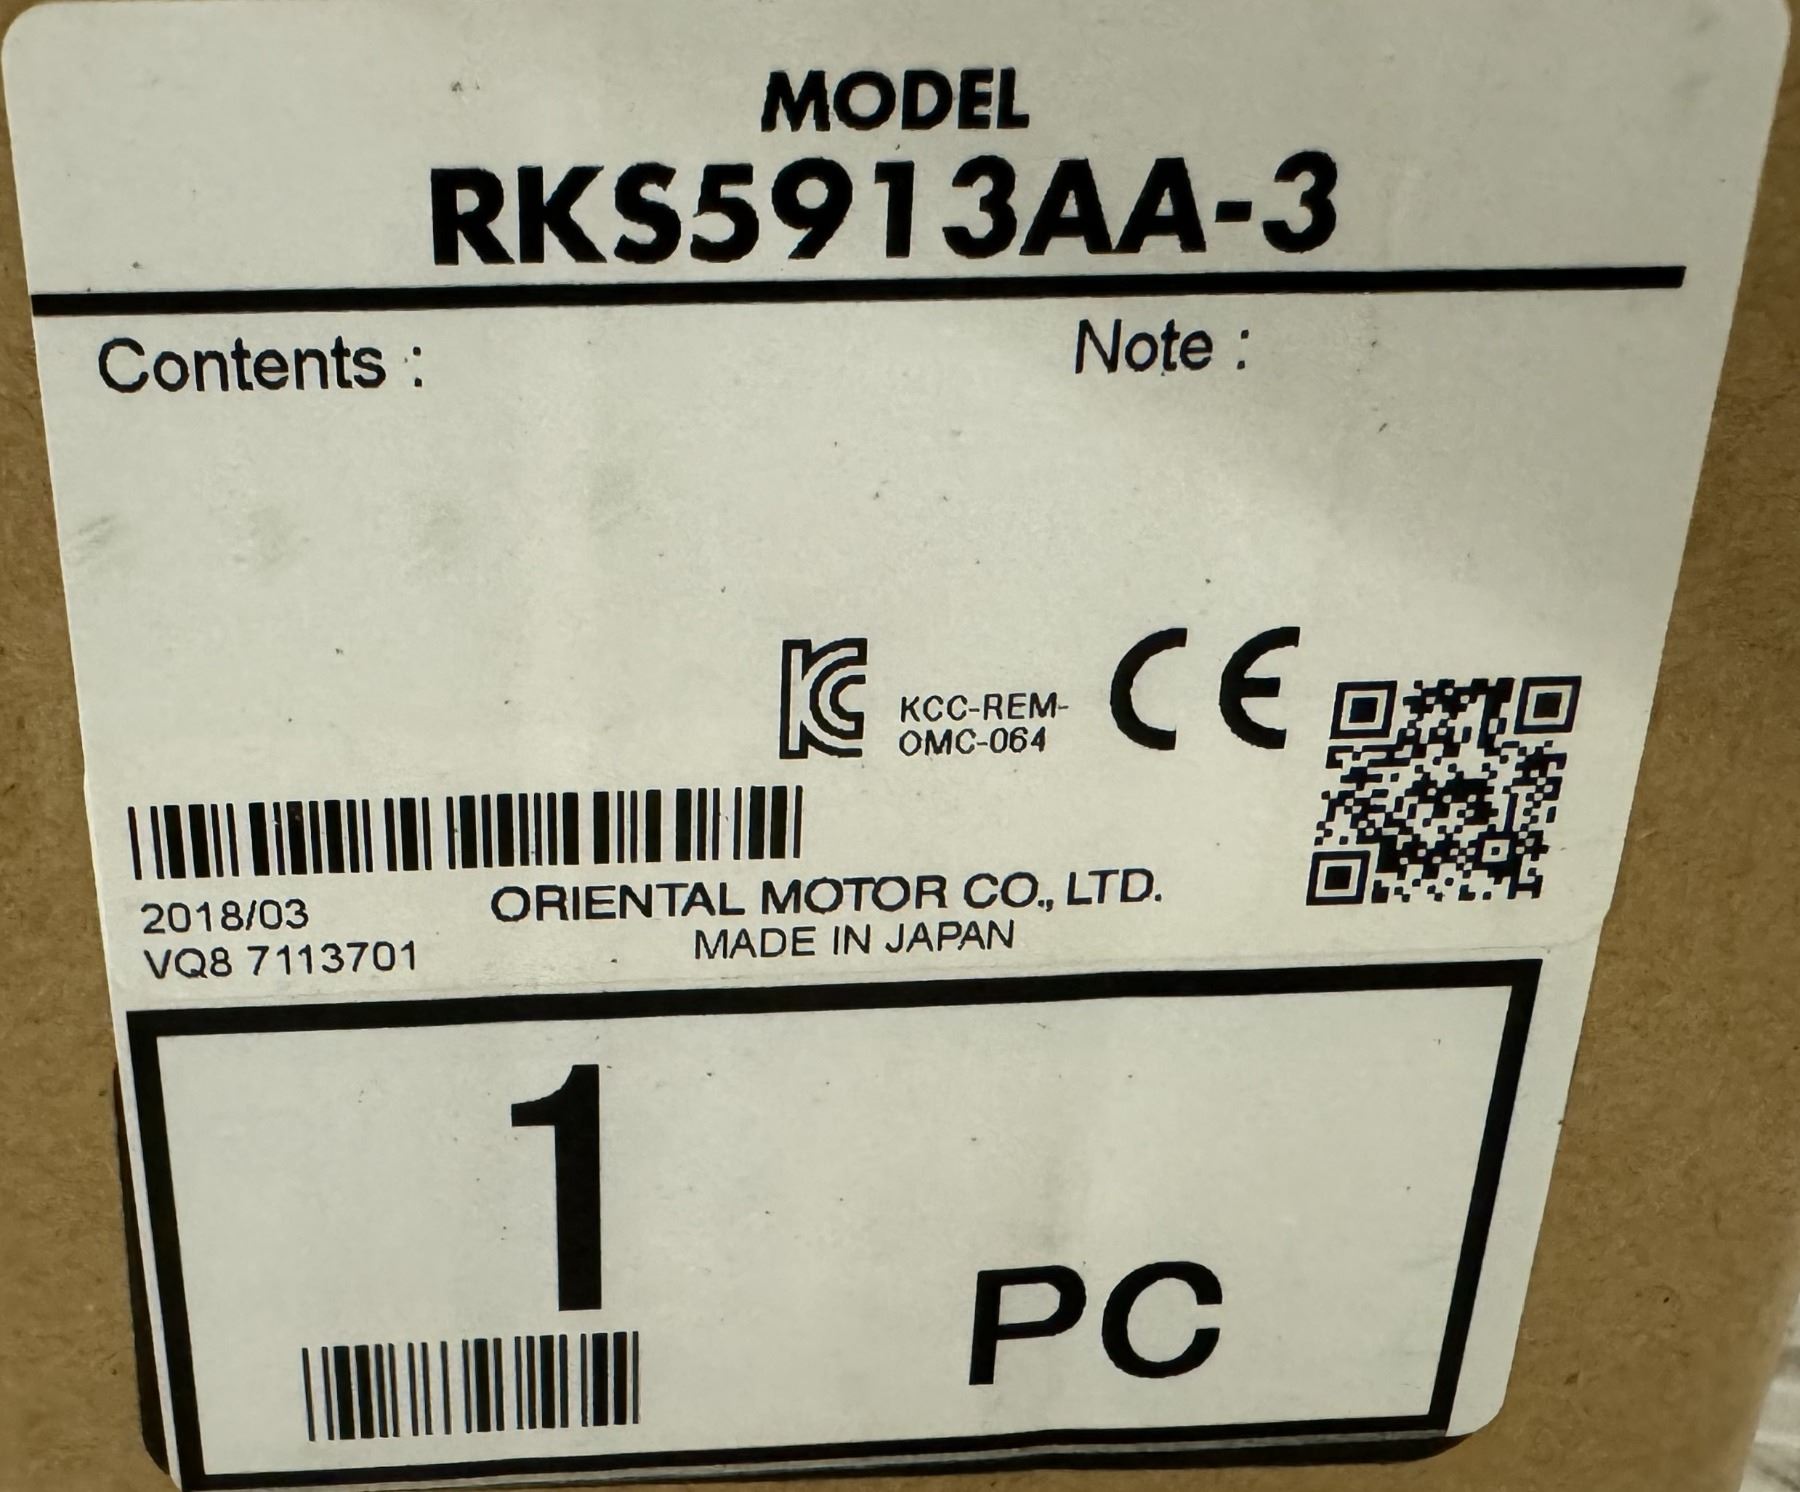 MODEL
RKS5913AA-3
Contents :
Note :
KCC-REM-
OMC-064
CE
2018/03
VQ8 7113701
ORIENTAL MOTOR CO., LTD.
MADE IN JAPAN
1
PC